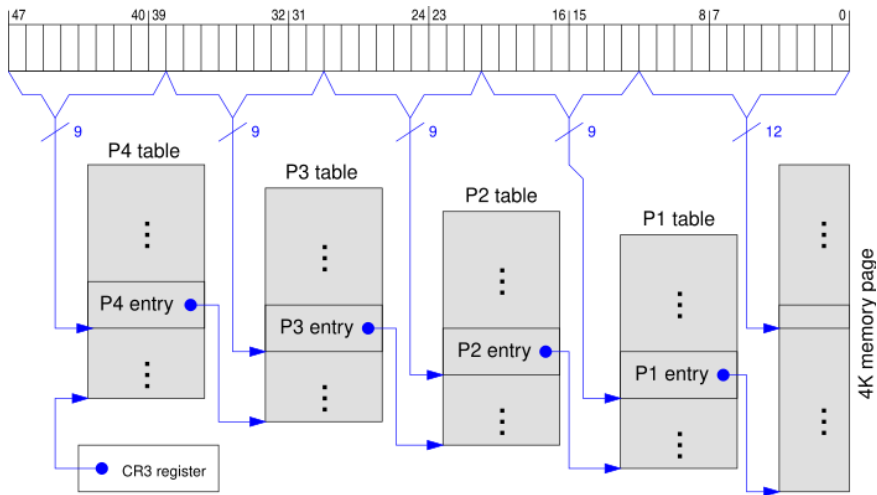 47 40 39 32 31 24 23 16 15 8 7 0
9 9 9 9 12
P4 table
P3 table
P2 table
P1 table
P4 entry
P3 entry
P2 entry
P1 entry
4K memory page
CR3 register